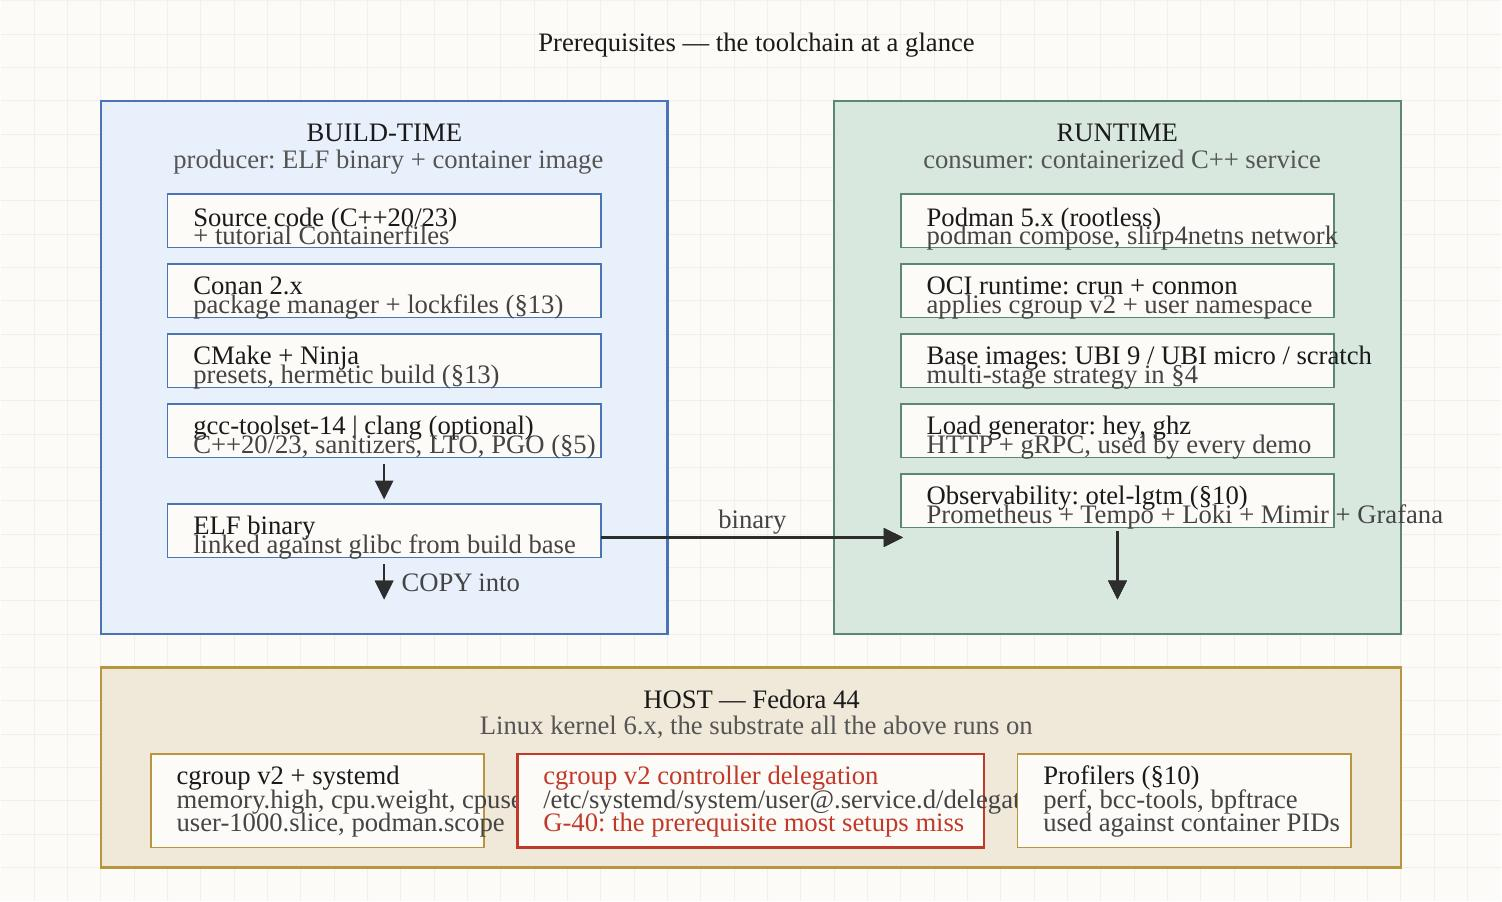 Prerequisites — the toolchain at a glance
BUILD-TIME
producer: ELF binary + container image
Source code (C++20/23)
+ tutorial Containerfiles
Conan 2.x
package manager + lockfiles (§13)
CMake + Ninja
presets, hermetic build (§13)
gcc-toolset-14 | clang (optional)
C++20/23, sanitizers, LTO, PGO (§5)
ELF binary
linked against glibc from build base
COPY into
binary
RUNTIME
consumer: containerized C++ service
Podman 5.x (rootless)
podman compose, slirp4netns network
OCI runtime: crun + conmon
applies cgroup v2 + user namespace
Base images: UBI 9 / UBI micro / scratch
multi-stage strategy in §4
Load generator: hey, ghz
HTTP + gRPC, used by every demo
Observability: otel-lgtm (§10)
Prometheus + Tempo + Loki + Mimir + Grafana
HOST — Fedora 44
Linux kernel 6.x, the substrate all the above runs on
cgroup v2 + systemd
memory.high, cpu.weight, cpuse
user-1000.slice, podman.scope
cgroup v2 controller delegation
/etc/systemd/system/user@.service.d/delegat
G-40: the prerequisite most setups miss
Profilers (§10)
perf, bcc-tools, bpftrace
used against container PIDs